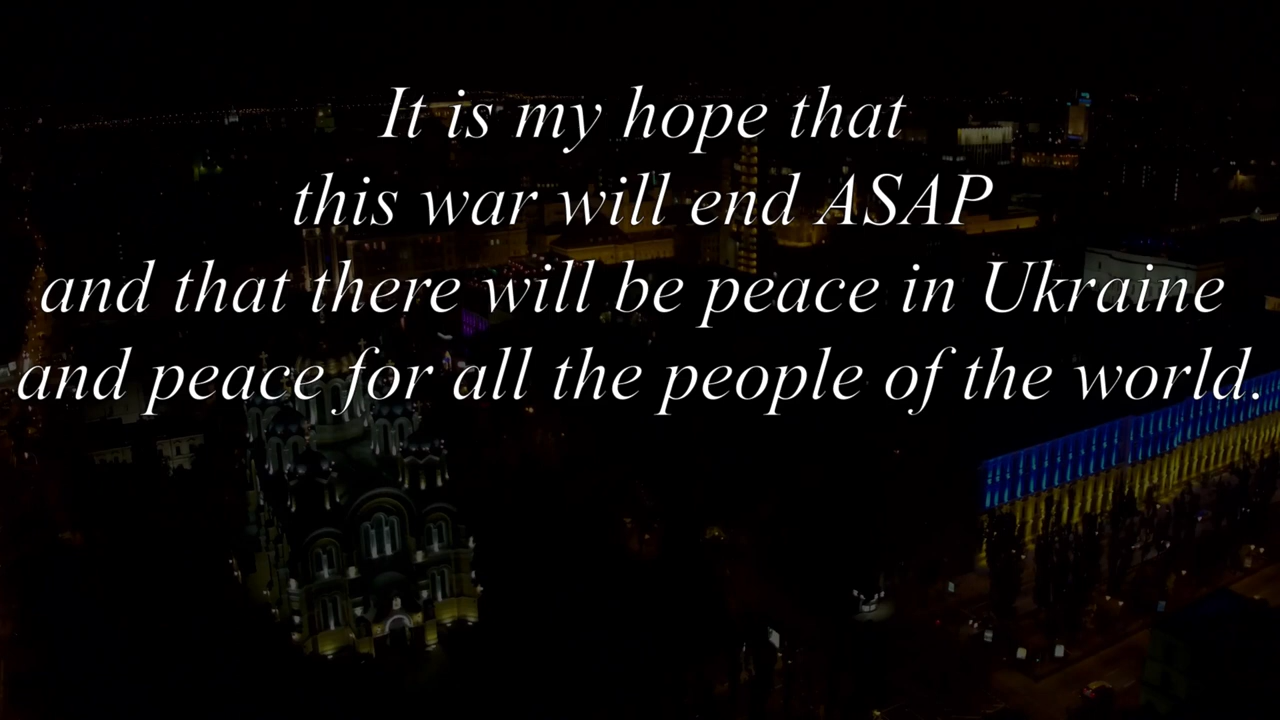 It is my hope that
this war will end ASAP
and that there will be peace in Ukraine
and peace for all the people of the world.